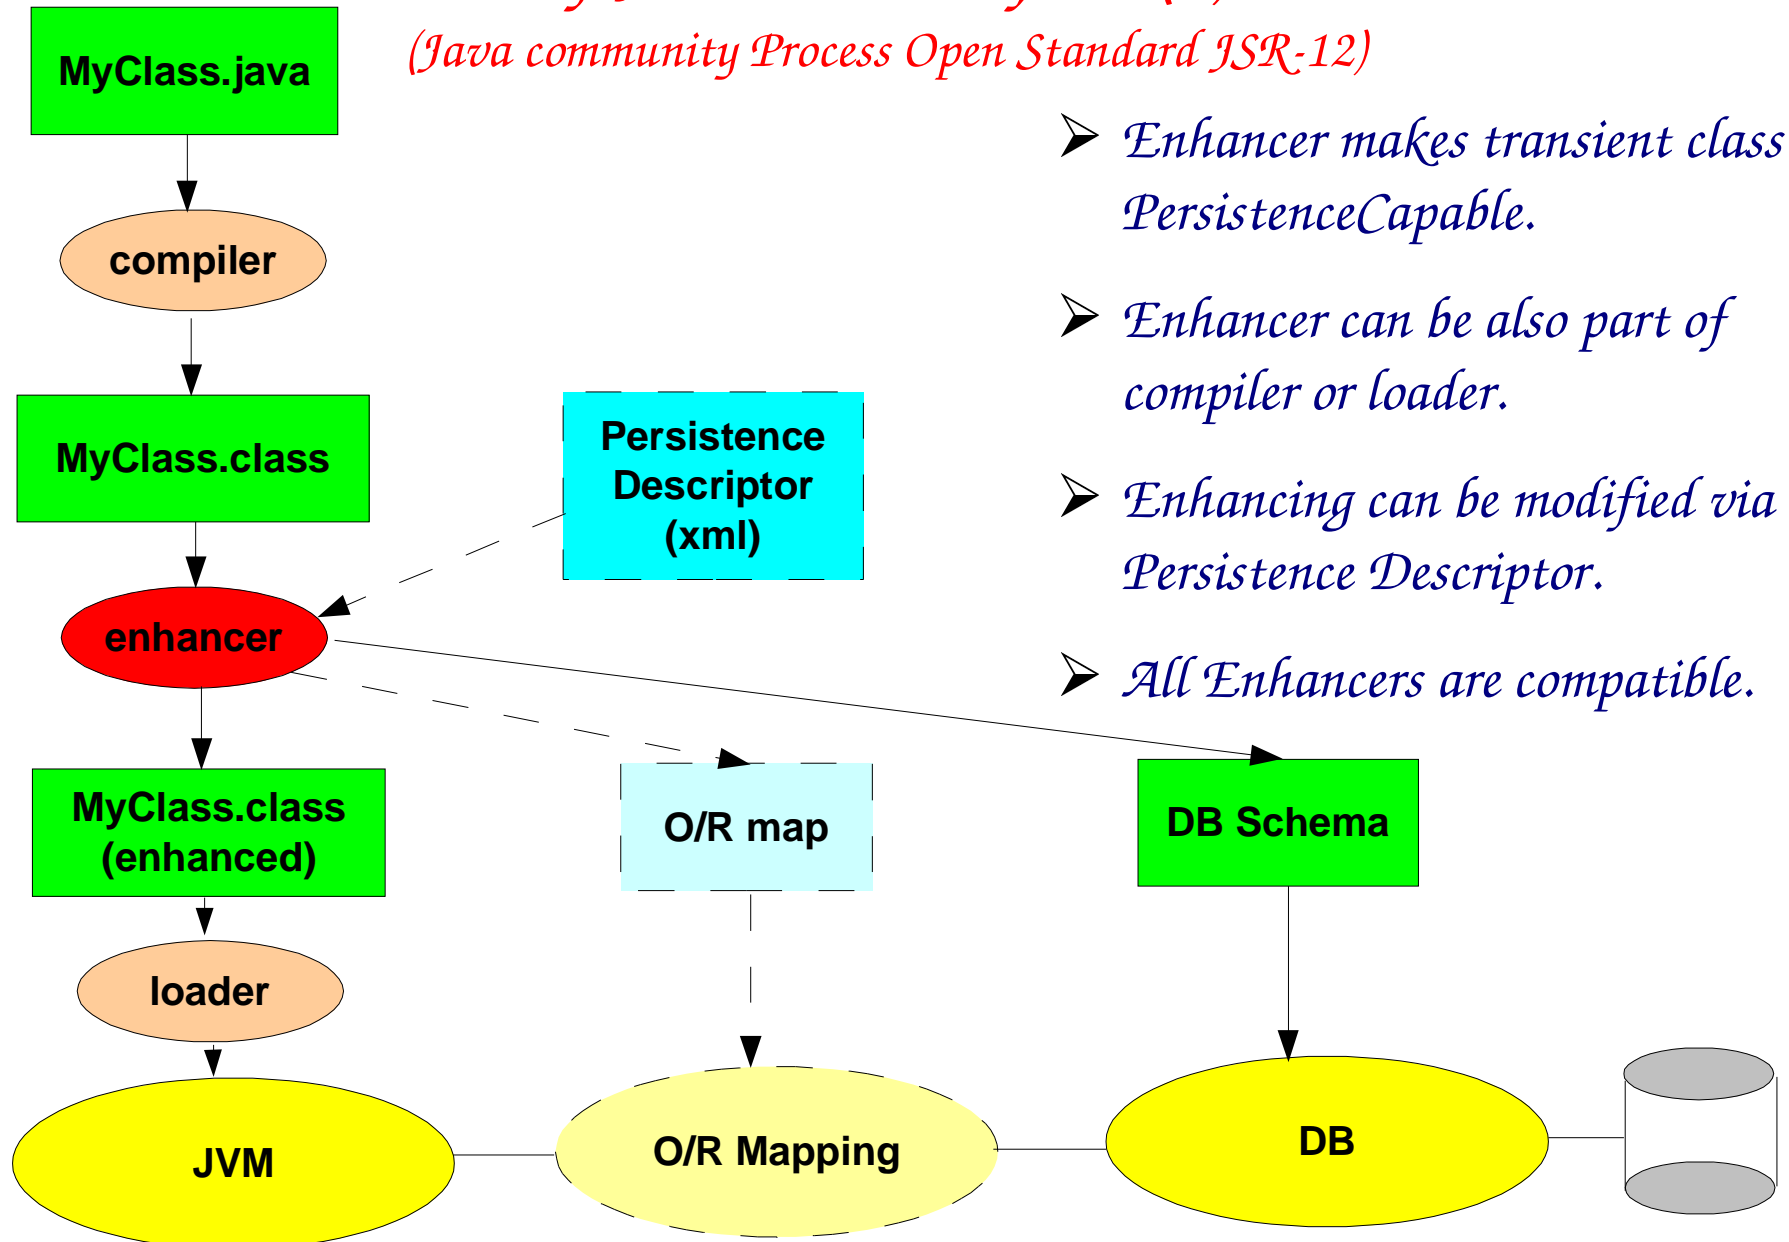 (Java community Process Open Standard JSR-12)
MyClass.java
compiler
MyClass.class
enhancer
MyClass.class
(enhanced)
loader
JVM
Persistence
Descriptor
(xml)
O/R map
O/R Mapping
DB Schema
DB
Enhancer makes transient class
PersistenceCapable.
Enhancer can be also part of
compiler or loader.
Enhancing can be modified via
Persistence Descriptor.
All Enhancers are compatible.